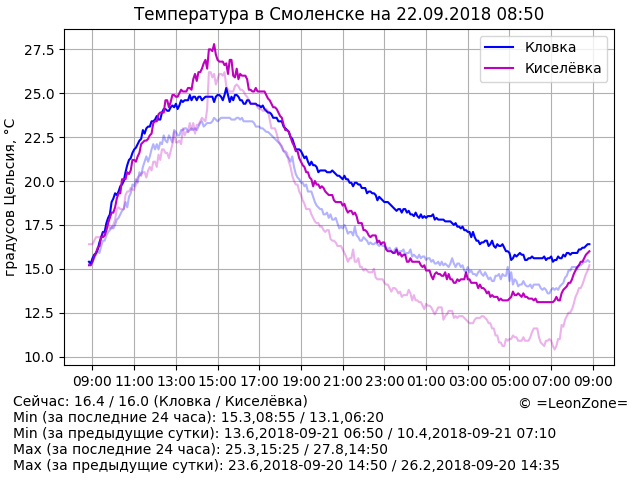 Температура в Смоленске на 22.09.2018 08:50
градусов Цельсия, °C
27.5
25.0
22.5
20.0
17.5
15.0
12.5
10.0
Кловка
Киселёвка
09:00 11:00 13:00 15:00 17:00 19:00 21:00 23:00 01:00 03:00 05:00 07:00 09:00
Сейчас: 16.4 / 16.0 (Кловка / Киселёвка)
© =LeonZone=
Min (за последние 24 часа): 15.3,08:55 / 13.1,06:20
Min (за предыдущие сутки): 13.6,2018-09-21 06:50 / 10.4,2018-09-21 07:10
Max (за последние 24 часа): 25.3,15:25 / 27.8,14:50
Max (за предыдущие сутки): 23.6,2018-09-20 14:50 / 26.2,2018-09-20 14:35